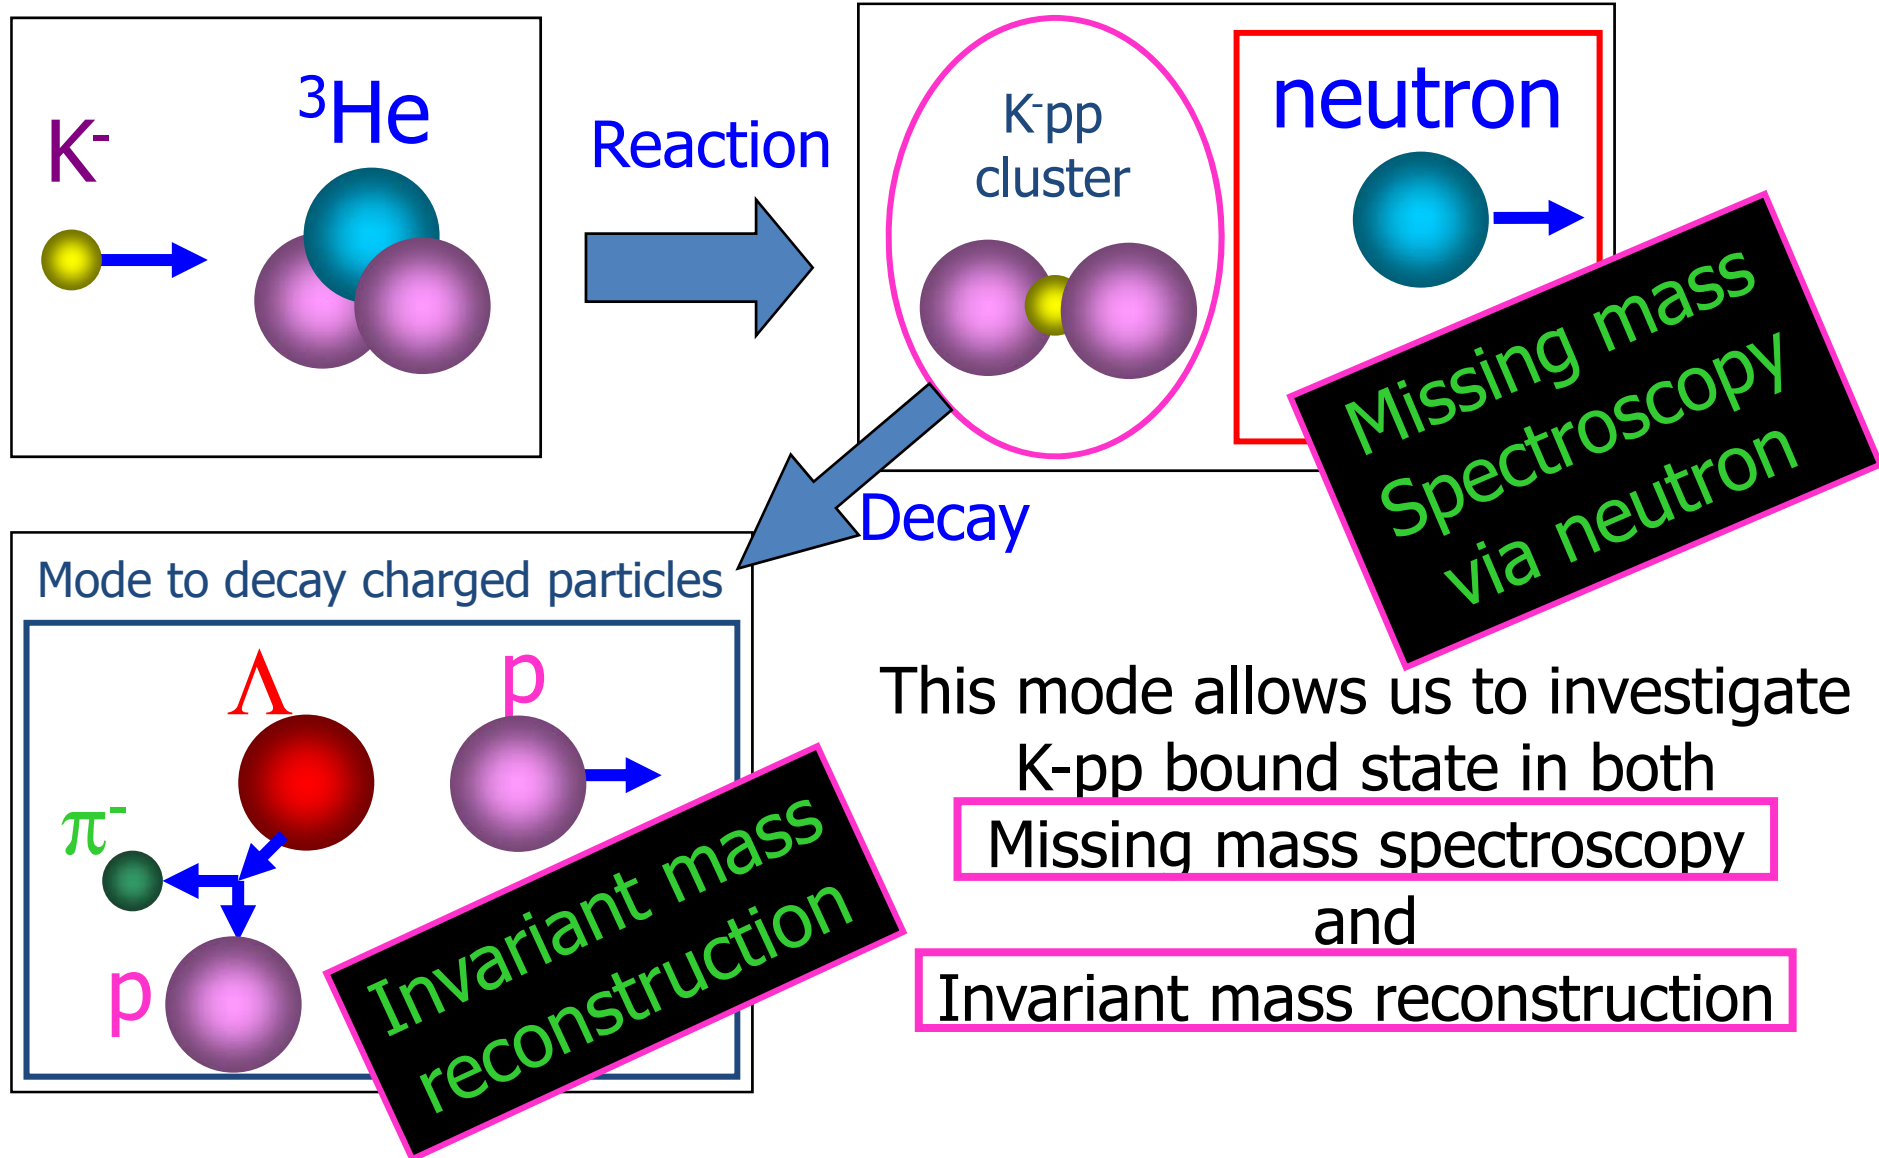 K⁻
³He
Reaction
K⁻pp
cluster
neutron
Missing mass
Spectroscopy
via neutron
Decay
Mode to decay charged particles
Λ
p
π⁻
p
Invariant mass
reconstruction
This mode allows us to investigate
K-pp bound state in both
Missing mass spectroscopy
and
Invariant mass reconstruction